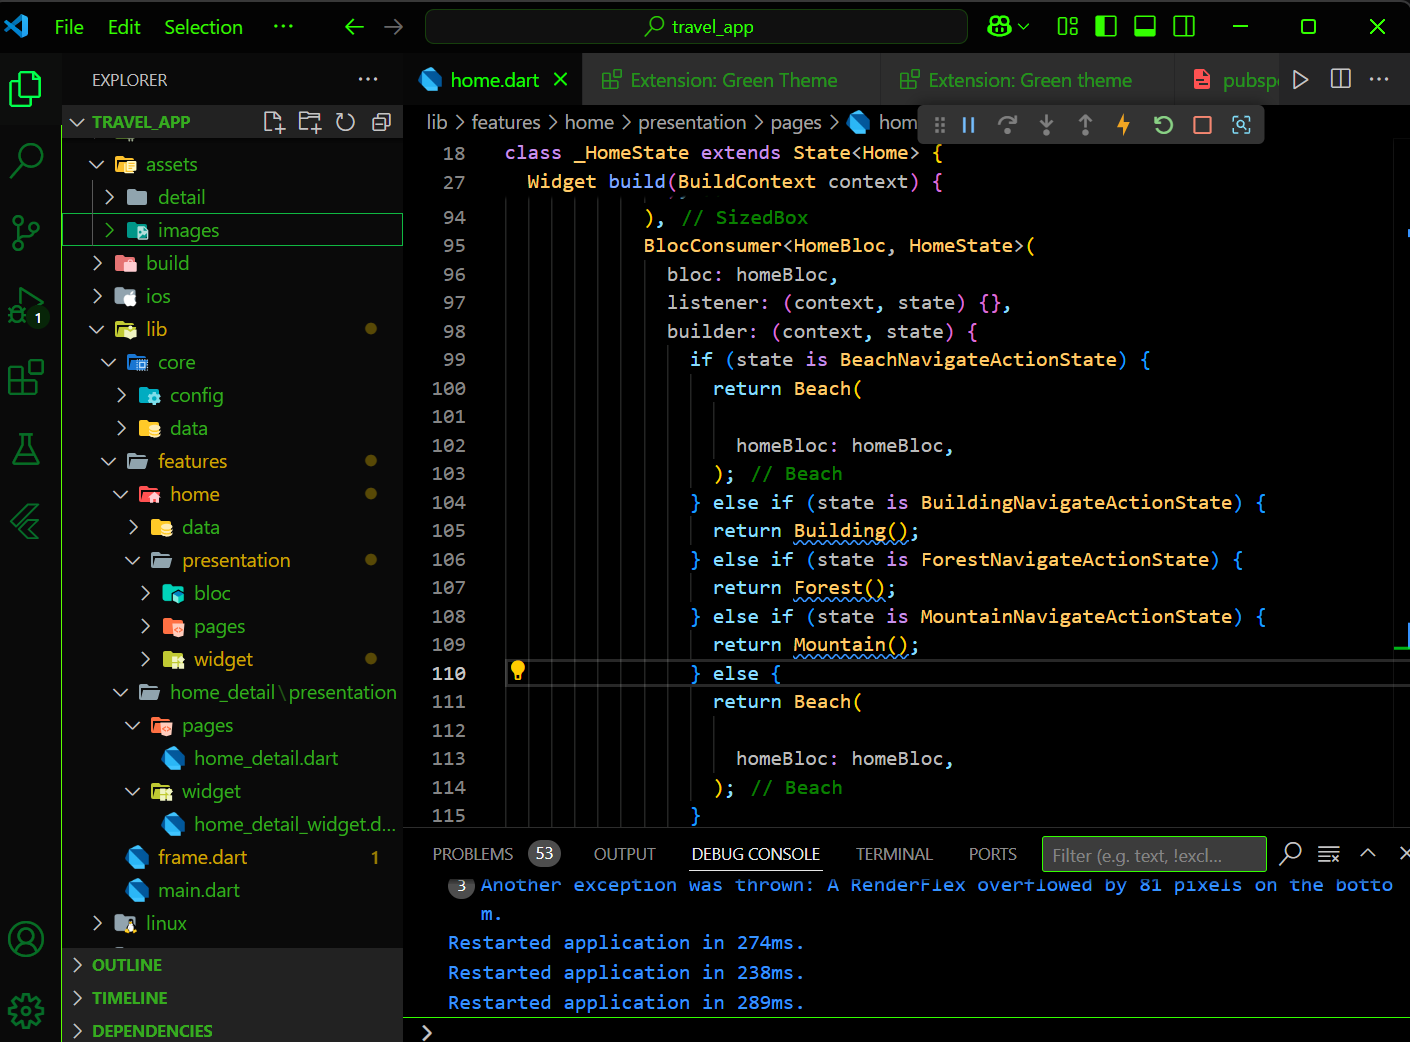 File Edit Selection ··· travel_app
EXPLORER ···
TRAVEL_APP
assets
detail
images
build
ios
lib
core
config
data
features
home
data
presentation
bloc
pages
widget
home_detail\presentation
pages
home_detail.dart
widget
home_detail_widget.d...
frame.dart 1
main.dart
linux
OUTLINE
TIMELINE
DEPENDENCIES
1
home.dart Extension: Green Theme Extension: Green theme pubsp
lib > features > home > presentation > pages > hom
18 class _HomeState extends State<Home> {
27 Widget build(BuildContext context) {
94 ), // SizedBox
95 BlocConsumer<HomeBloc, HomeState>(
96 bloc: homeBloc,
97 listener: (context, state) {},
98 builder: (context, state) {
99 if (state is BeachNavigateActionState) {
100 return Beach(
101
102 homeBloc: homeBloc,
103 ); // Beach
104 } else if (state is BuildingNavigateActionState) {
105 return Building();
106 } else if (state is ForestNavigateActionState) {
107 return Forest();
108 } else if (state is MountainNavigateActionState) {
109 return Mountain();
110 } else {
111 return Beach(
112
113 homeBloc: homeBloc,
114 ); // Beach
115 }
PROBLEMS 53 OUTPUT DEBUG CONSOLE TERMINAL PORTS Filter (e.g. text, !excl...
3 Another exception was thrown: A RenderFlex overflowed by 81 pixels on the botto
m.
Restarted application in 274ms.
Restarted application in 238ms.
Restarted application in 289ms.
>